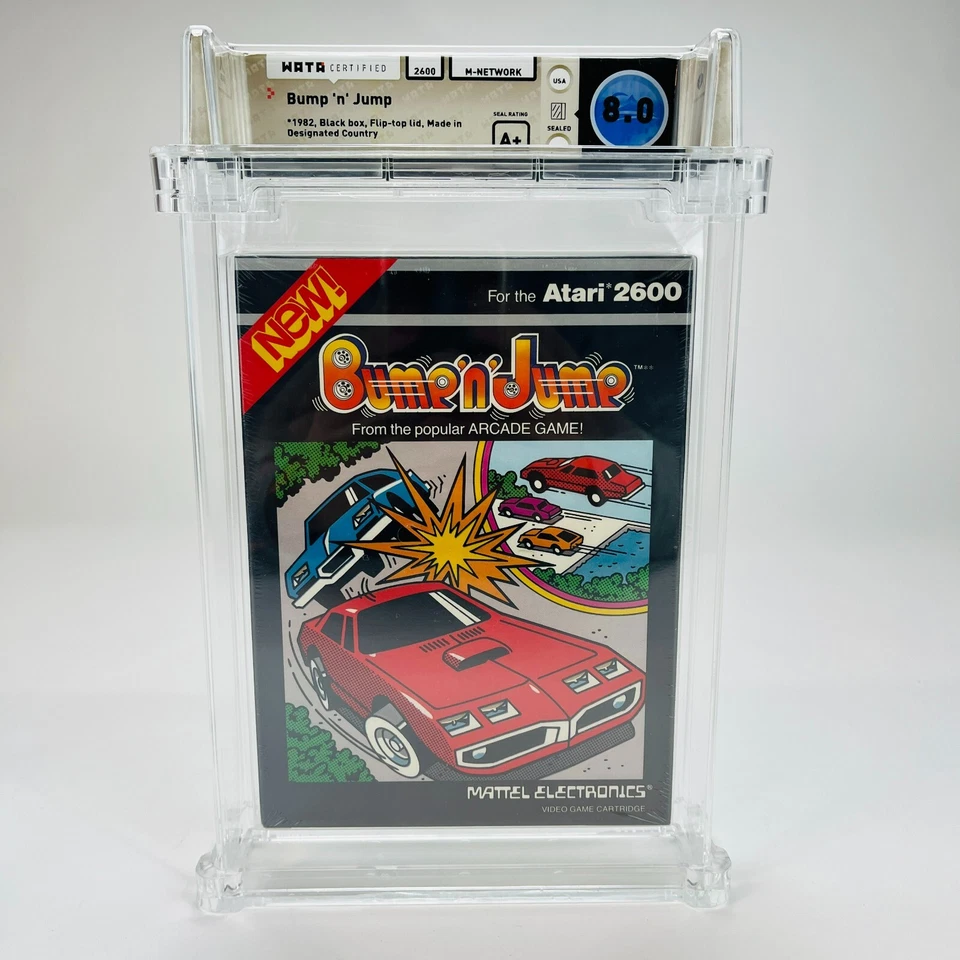 WATA CERTIFIED
2600
M-NETWORK
USA
Bump 'n' Jump
*1982, Black box, Flip-top lid, Made in
Designated Country
SEAL RATING
A+
SEALED
8.0
New!
For the Atari* 2600
Bump 'n' Jump
From the popular ARCADE GAME!
MATTEL ELECTRONICS®
VIDEO GAME CARTRIDGE